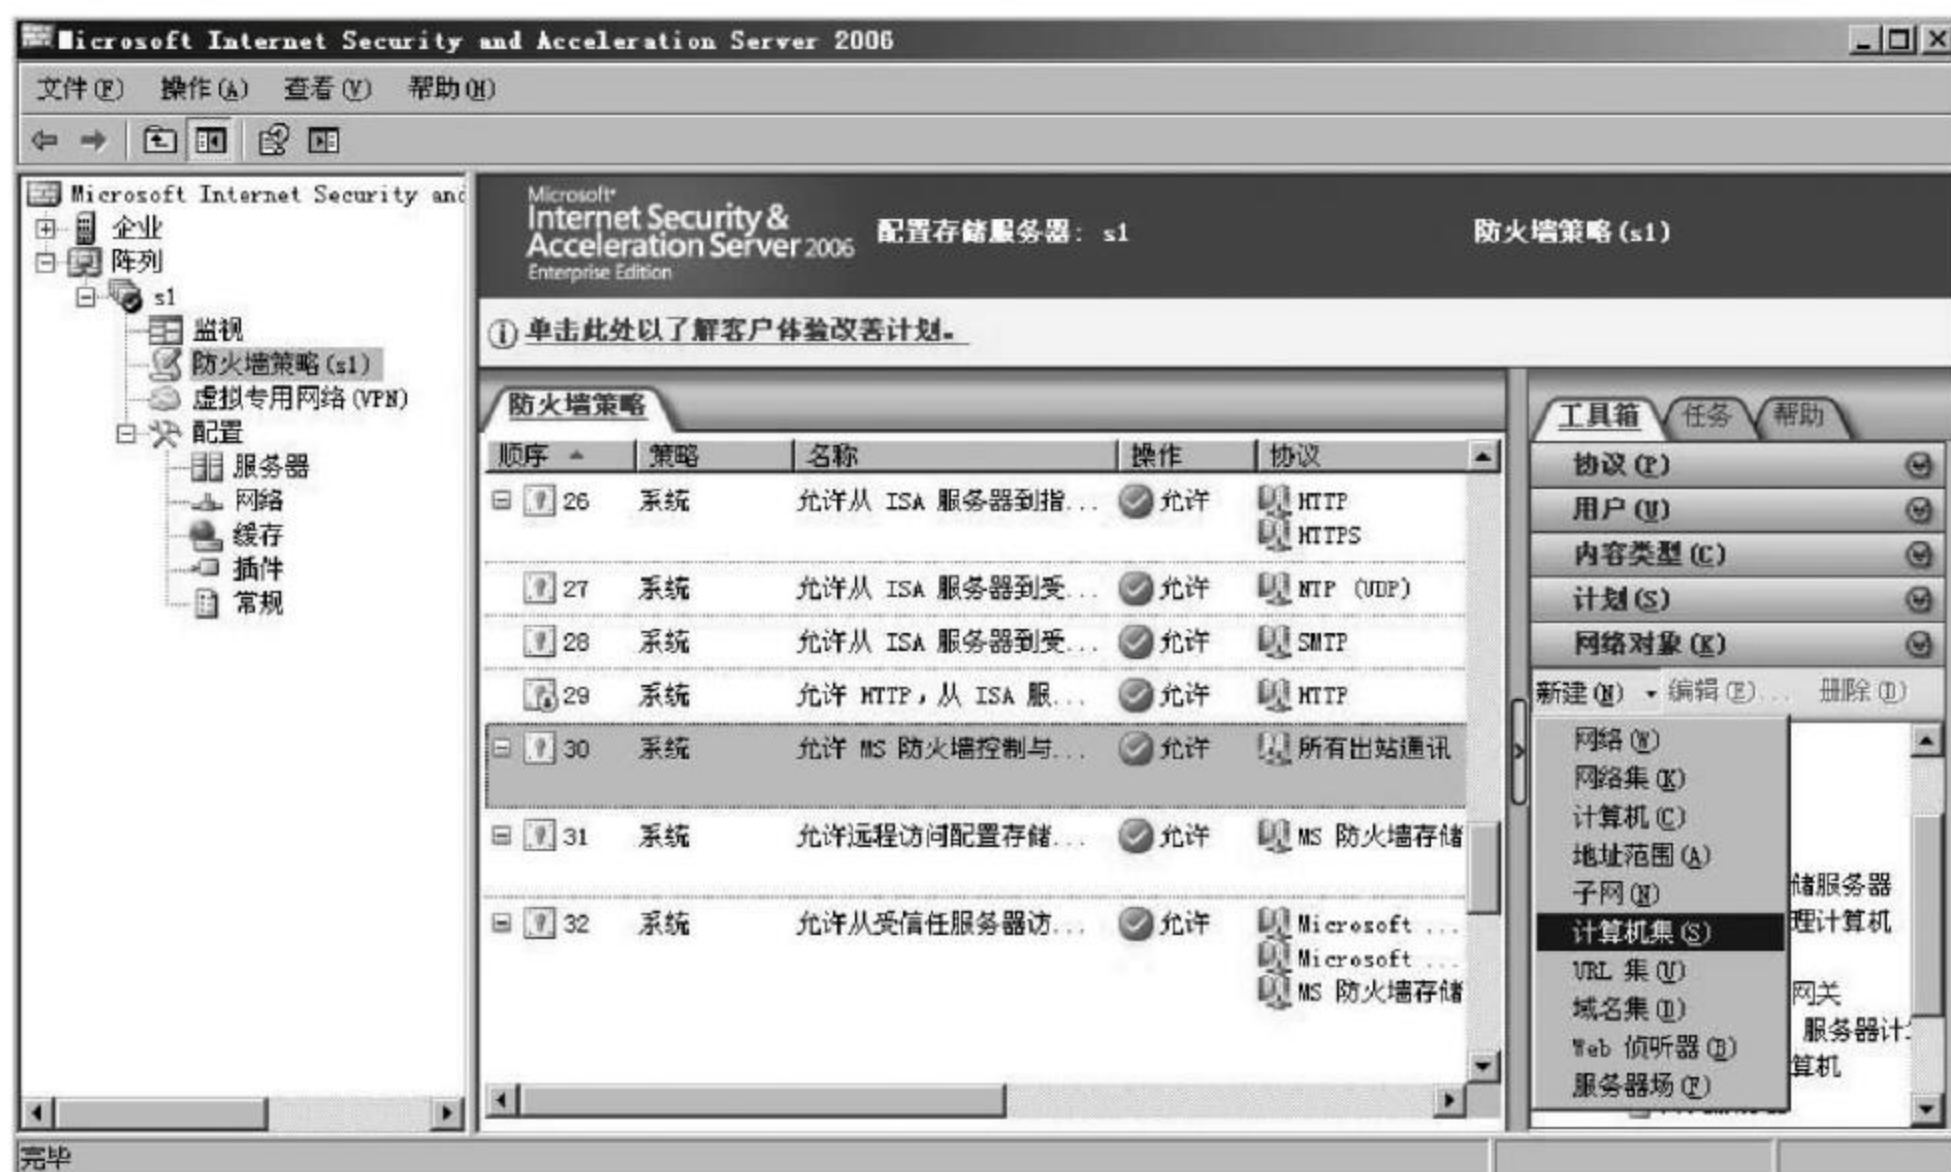 Microsoft Internet Security and Acceleration Server 2006
文件(F) 操作(A) 查看(V) 帮助(H)
Microsoft Internet Security and
企业
阵列
s1
监视
防火墙策略(s1)
虚拟专用网络(VPN)
配置
服务器
网络
缓存
插件
常规
Microsoft
Internet Security &
Acceleration Server 2006
Enterprise Edition
配置存储服务器: s1
防火墙策略(s1)
单击此处以了解客户体验改善计划。
防火墙策略
顺序 策略 名称 操作 协议
26 系统 允许从 ISA 服务器到指... 允许 HTTP
HTTPS
27 系统 允许从 ISA 服务器到受... 允许 NTP (UDP)
28 系统 允许从 ISA 服务器到受... 允许 SMTP
29 系统 允许 HTTP，从 ISA 服... 允许 HTTP
30 系统 允许 MS 防火墙控制与... 允许 所有出站通讯
31 系统 允许远程访问配置存储... 允许 MS 防火墙存储
32 系统 允许从受信任服务器访... 允许 Microsoft ...
Microsoft ...
MS 防火墙存储
工具箱 任务 帮助
协议(P)
用户(U)
内容类型(C)
计划(S)
网络对象(K)
新建(N) 编辑(E)... 删除(D)
网络(W)
网络集(K)
计算机(C)
地址范围(A)
子网(N)
计算机集(S)
URL 集(U)
域名集(D)
Web 侦听器(B)
服务器场(F)
储服务器
理计算机
网关
服务器计
算机
完毕